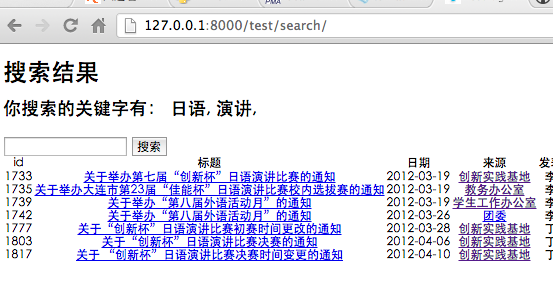 PMA
127.0.0.1:8000/test/search/
搜索结果
你搜索的关键字有： 日语, 演讲,
搜索
id 标题 日期 来源 发
1733 关于举办第七届“创新杯”日语演讲比赛的通知 2012-03-19 创新实践基地 李
1735 关于举办大连市第23届“佳能杯”日语演讲比赛校内选拔赛的通知 2012-03-19 教务办公室 李
1739 关于举办“第八届外语活动月”的通知 2012-03-19 学生工作办公室 李
1742 关于举办“第八届外语活动月”的通知 2012-03-26 团委 李
1777 关于“创新杯”日语演讲比赛初赛时间更改的通知 2012-03-28 创新实践基地 丁
1803 关于“创新杯”日语演讲比赛决赛的通知 2012-04-06 创新实践基地 丁
1817 关于“创新杯”日语演讲比赛决赛时间变更的通知 2012-04-10 创新实践基地 丁